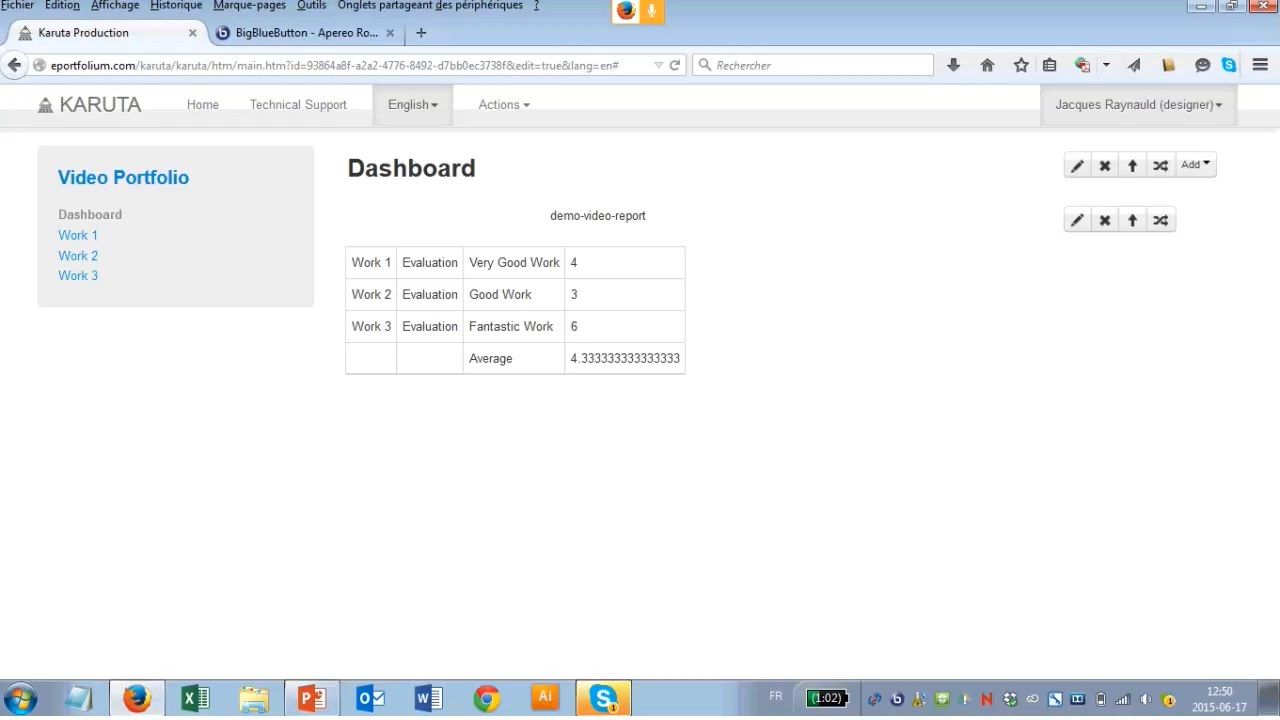 Fichier Edition Affichage Historique Marque-pages Outils Onglets partageant des périphériques ?
Karuta Production × BigBlueButton - Apereo Ro... × +
eportfolium.com/karuta/karuta/htm/main.htm?id=93864a8f-a2a2-4776-8492-d7bb0ec3738f&edit=true&lang=en# Rechercher
KARUTA Home Technical Support English Actions Jacques Raynauld (designer)
Video Portfolio
Dashboard
Work 1
Work 2
Work 3
Dashboard
Add
demo-video-report
Work 1 Evaluation Very Good Work 4
Work 2 Evaluation Good Work 3
Work 3 Evaluation Fantastic Work 6
Average 4.333333333333333
Ai FR (1:02) 12:50
2015-06-17